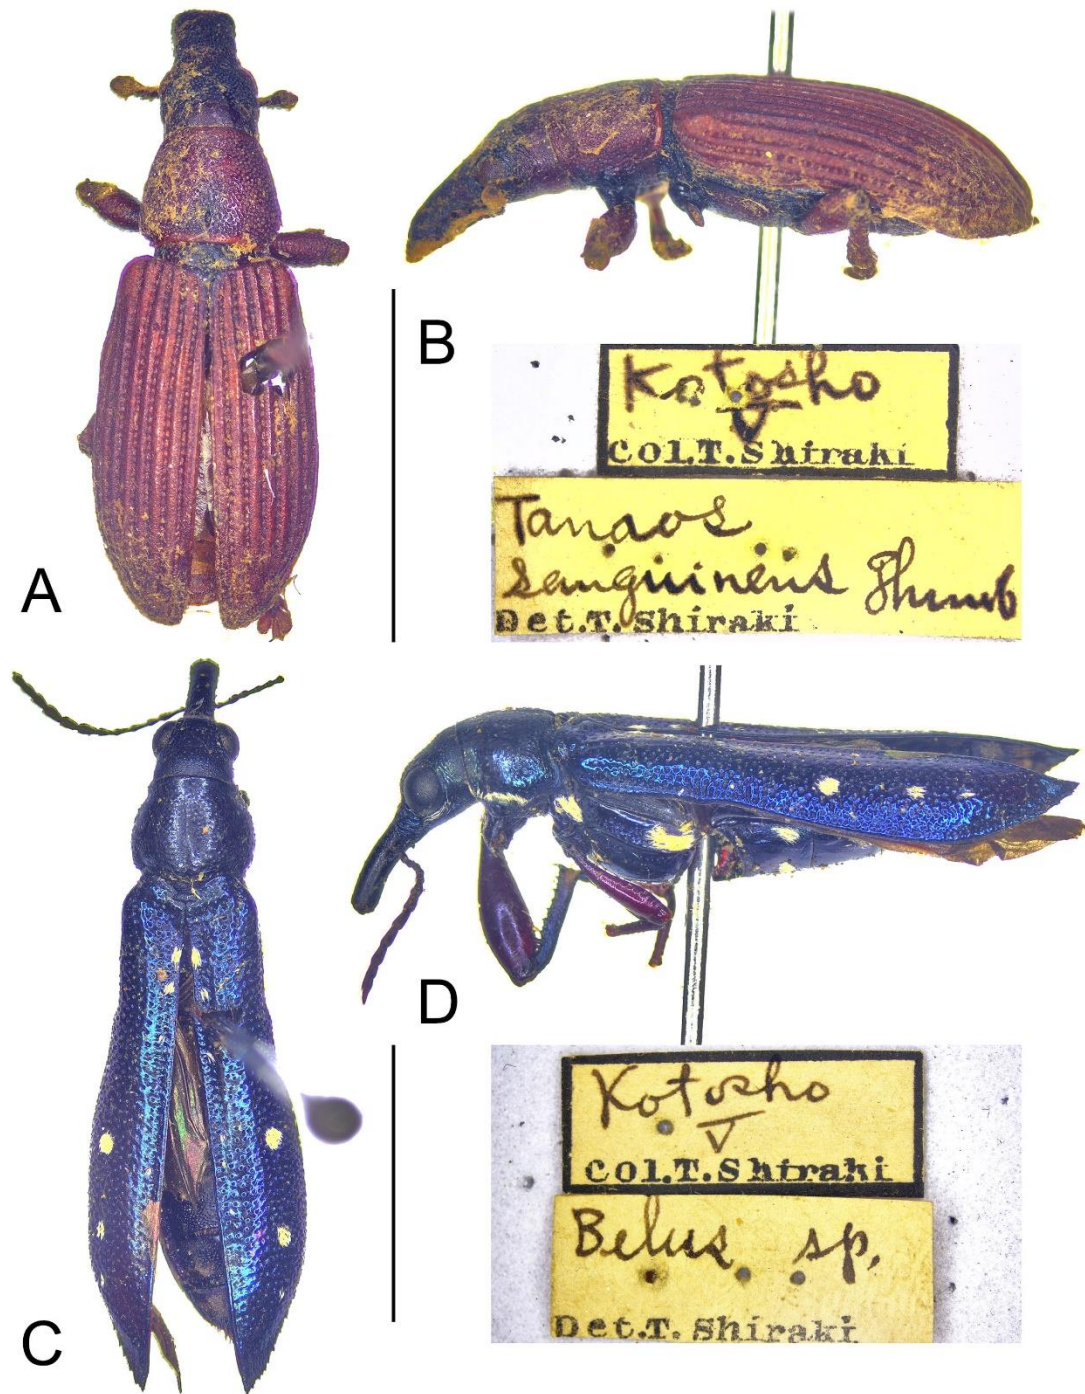 A
B
Kotosho
V
Col.T.Shiraki
Tanaos
sanguineus Thunb
Det.T.Shiraki
C
D
Kotosho
V
Col.T.Shiraki
Belus sp.
Det.T.Shiraki